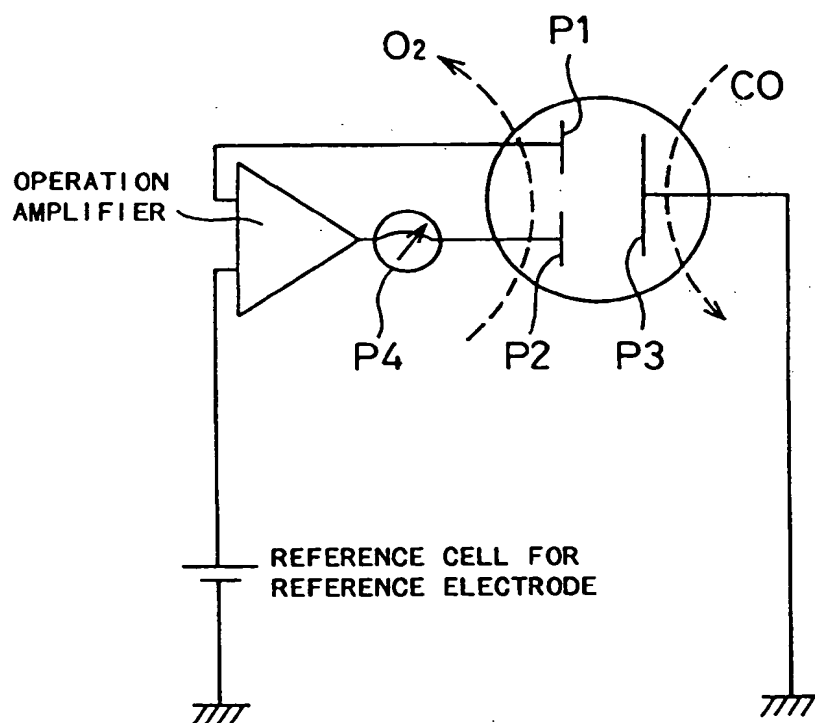 P1
O2
CO
OPERATION
AMPLIFIER
P4
P2
P3
REFERENCE CELL FOR
REFERENCE ELECTRODE